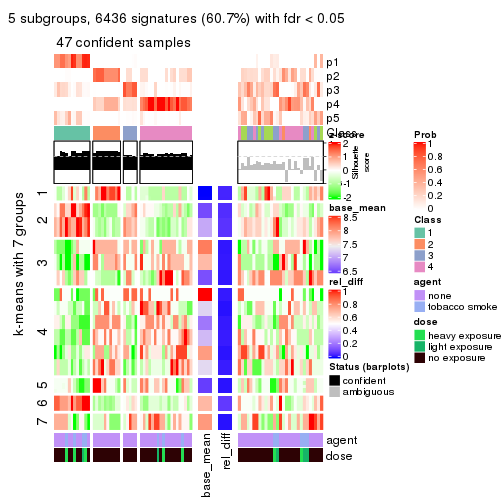 5 subgroups, 6436 signatures (60.7%) with fdr < 0.05
47 confident samples
p1
p2
p3
p4
p5
Class
z-score
2
1
0
-1
-2
Silhouette
score
k-means with 7 groups
1
2
3
4
5
6
7
base_mean
8.5
8
7.5
7
6.5
rel_diff
1
0.8
0.6
0.4
0.2
0
Status (barplots)
confident
ambiguous
Prob
1
0.8
0.6
0.4
0.2
0
Class
1
2
3
4
agent
none
tobacco smoke
dose
heavy exposure
light exposure
no exposure
agent
dose
base_mean
rel_diff